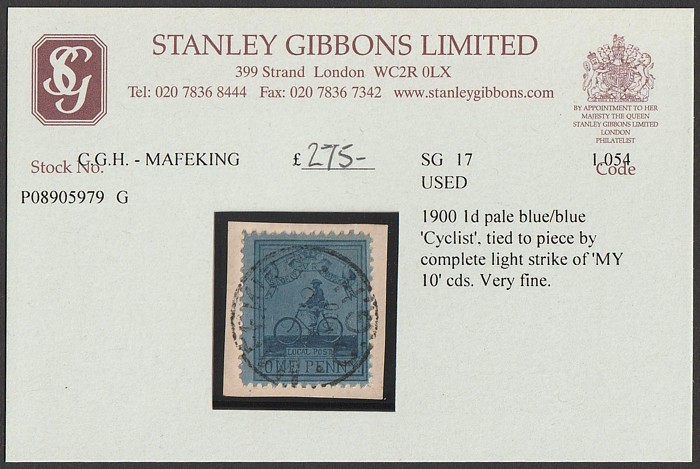 SG
STANLEY GIBBONS LIMITED
399 Strand London WC2R 0LX
Tel: 020 7836 8444 Fax: 020 7836 7342 www.stanleygibbons.com
BY APPOINTMENT TO HER
MAJESTY THE QUEEN
STANLEY GIBBONS LIMITED
LONDON
PHILATELIST
Stock No.
C.G.H. - MAFEKING
£ 275-
SG 17
1,054
Code
P08905979 G
USED
1900 1d pale blue/blue
'Cyclist', tied to piece by
complete light strike of 'MY
10' cds. Very fine.
LOCAL POST
ONE PENNY